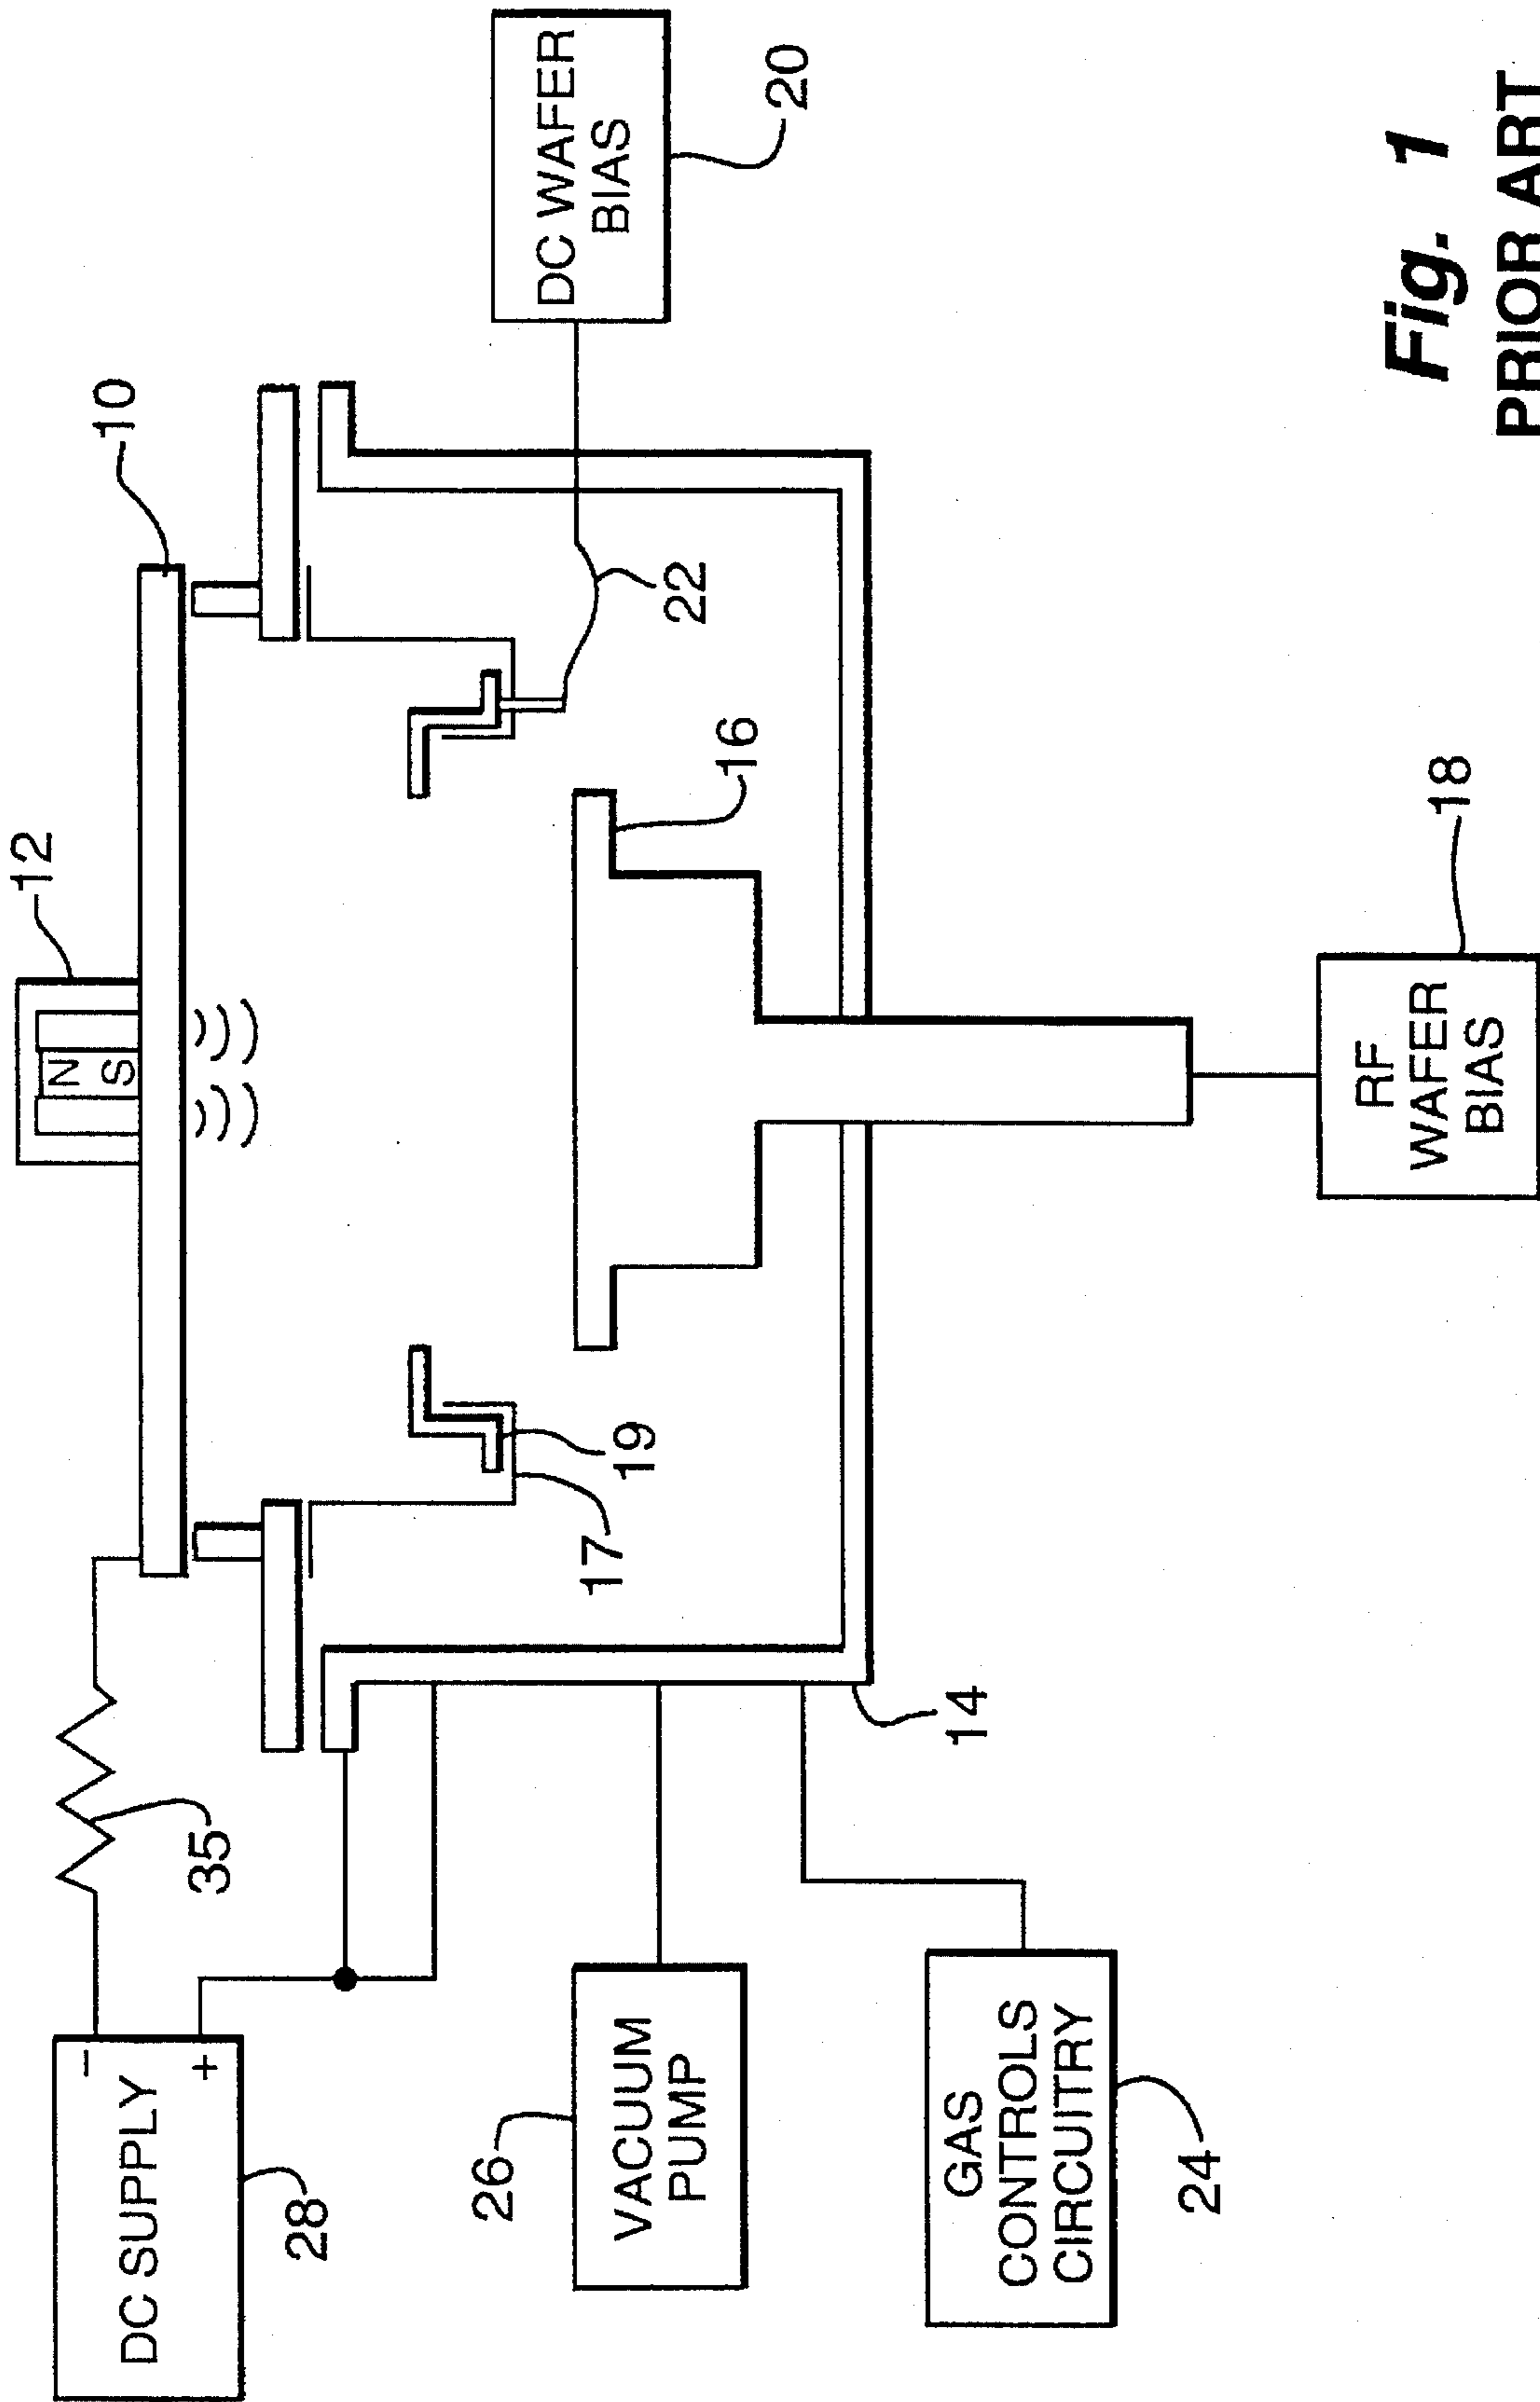 12
N
S
10
35
DC SUPPLY
−
+
28
DC WAFER
BIAS
20
22
19
17
16
26
VACUUM
PUMP
14
GAS
CONTROLS
CIRCUITRY
24
RF
WAFER
BIAS
18
Fig. 1
PRIOR ART